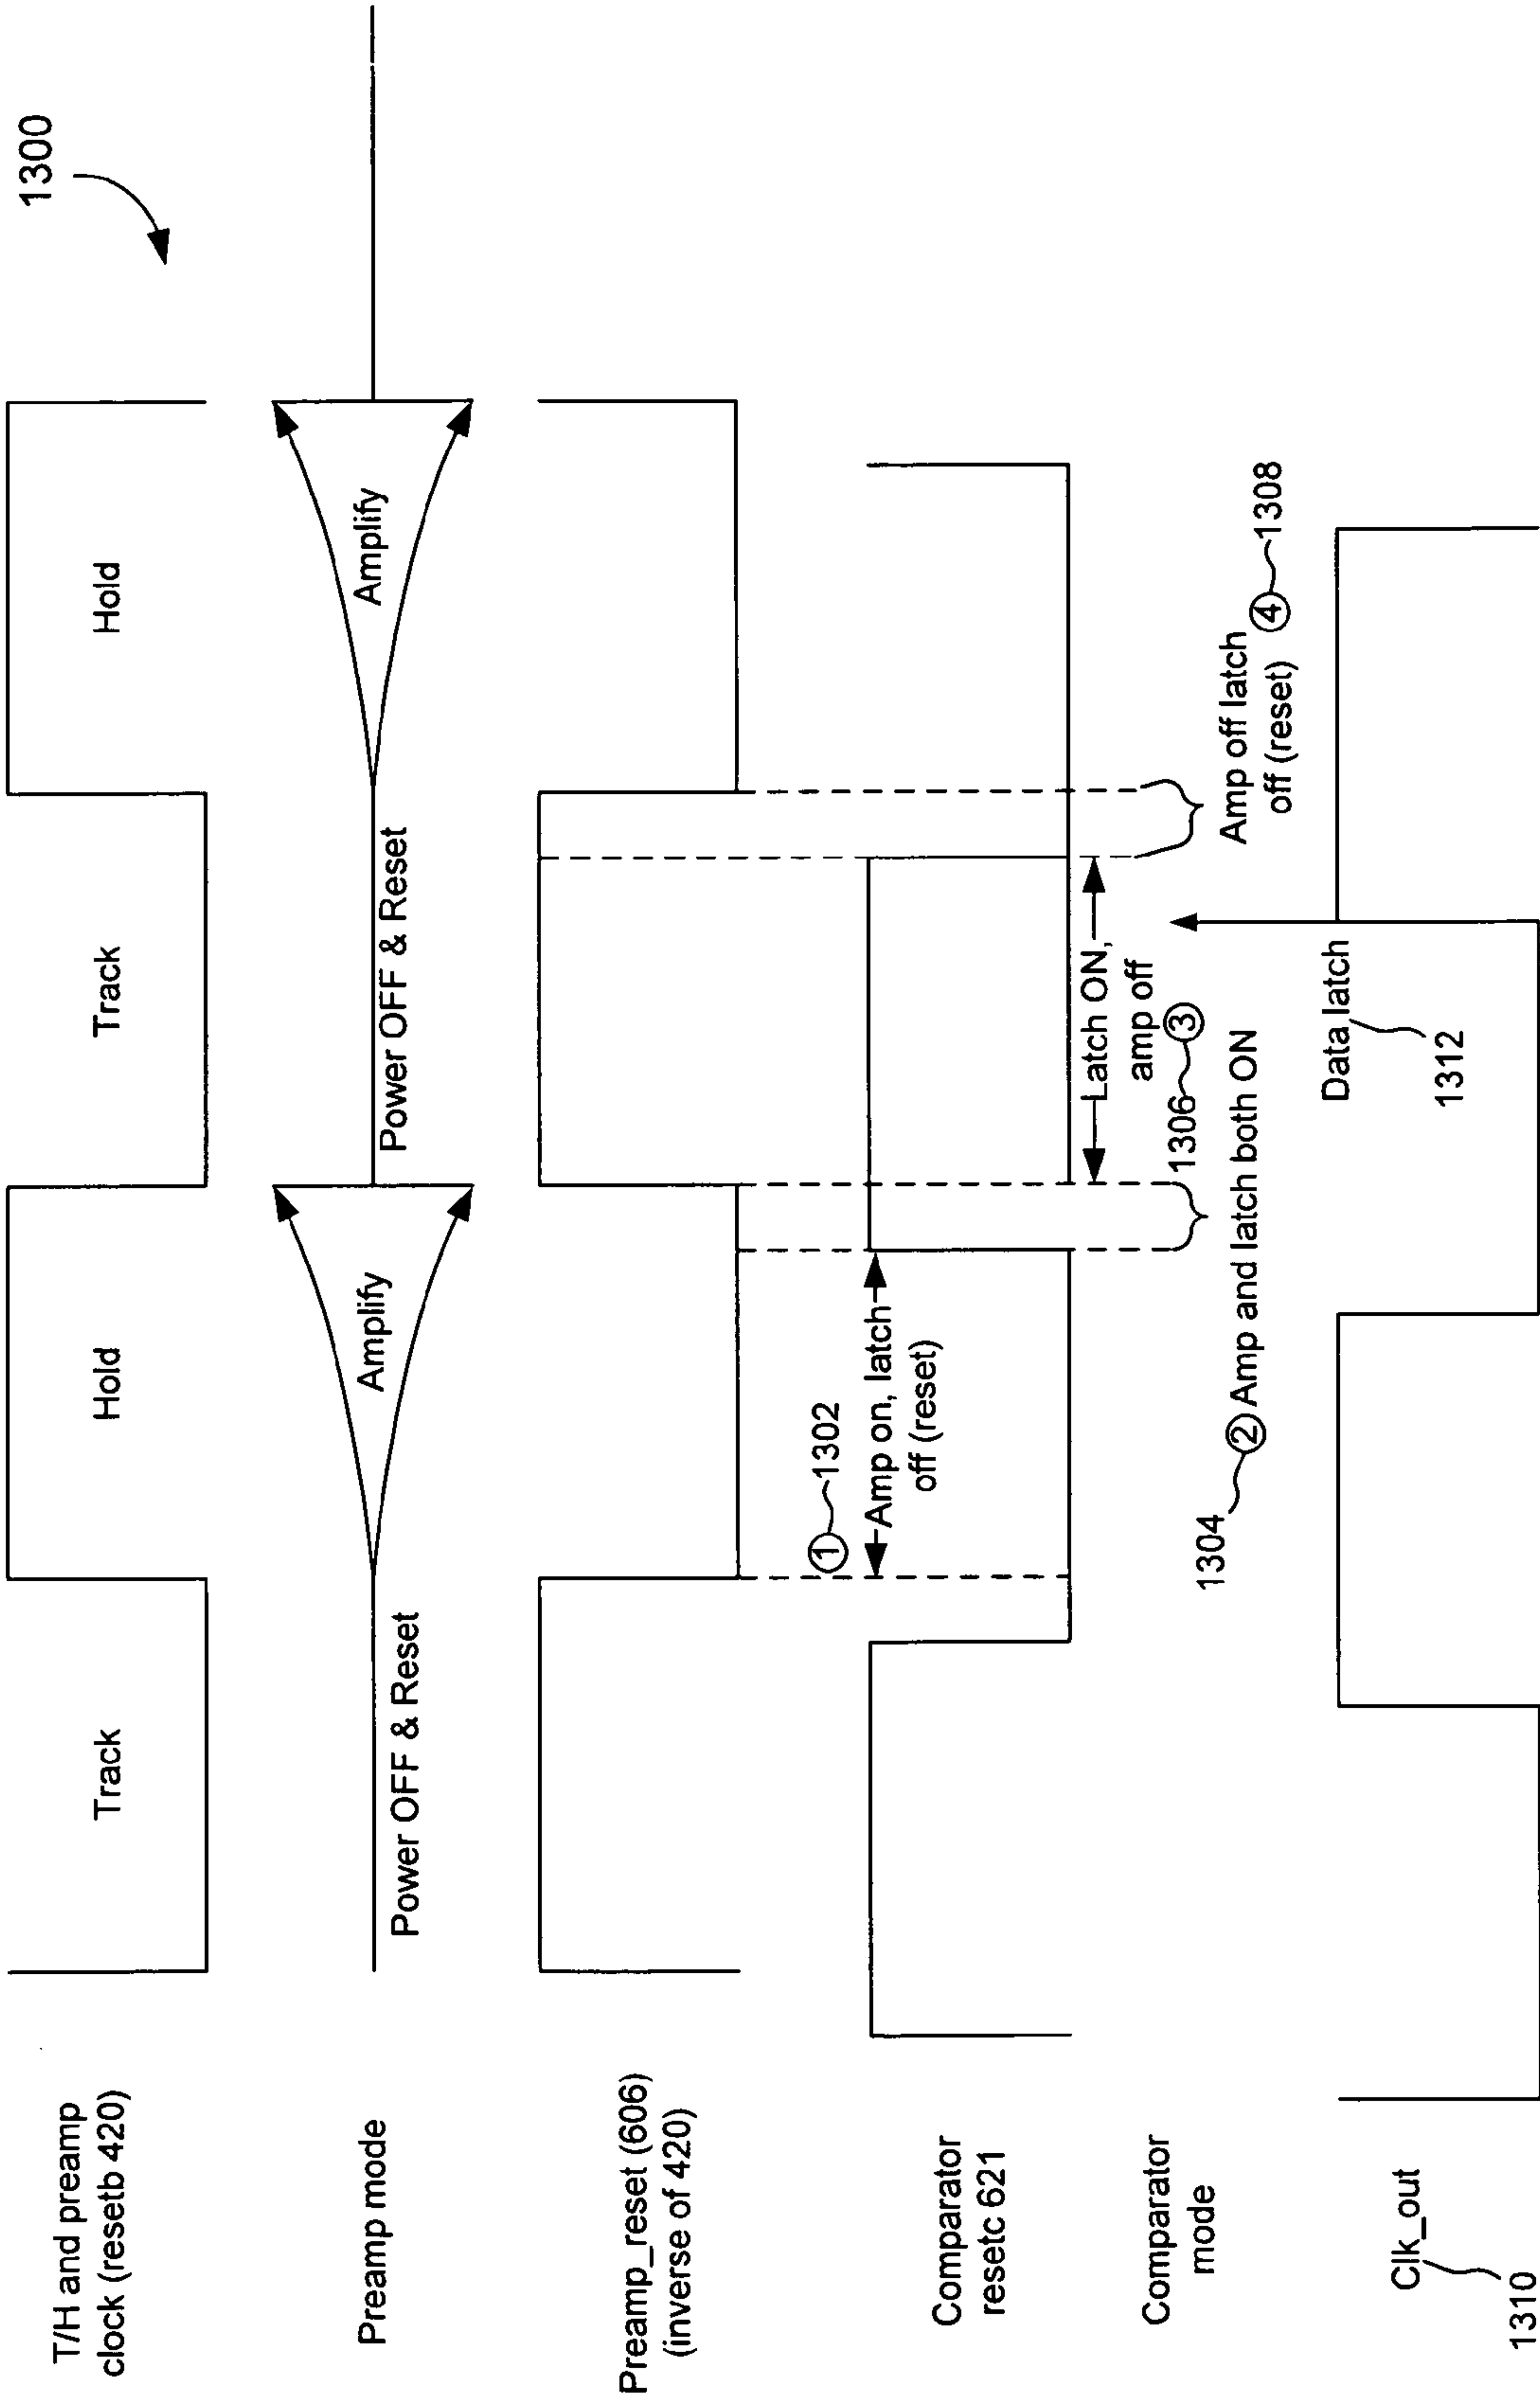 1300
T/H and preamp
clock (resetb 420)
Track
Hold
Track
Hold
Preamp mode
Power OFF & Reset
Amplify
Power OFF & Reset
Amplify
Preamp_reset (606)
(inverse of 420)
Comparator
resetc 621
1 1302
Amp on, latch
off (reset)
Comparator
mode
1304 2 Amp and latch both ON
Latch ON,
amp off
1306 3
Amp off latch
off (reset) 4 1308
Clk_out
1310
Data latch
1312